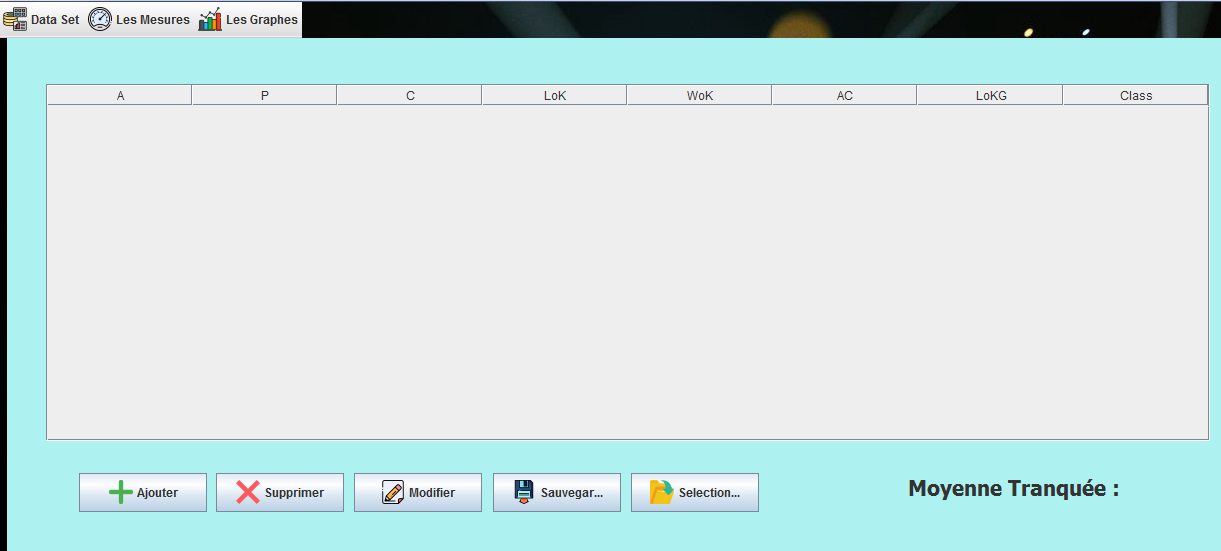 Data Set Les Mesures Les Graphes
A P C LoK WoK AC LoKG Class
Ajouter Supprimer Modifier Sauvegar... Selection... Moyenne Tranquée :